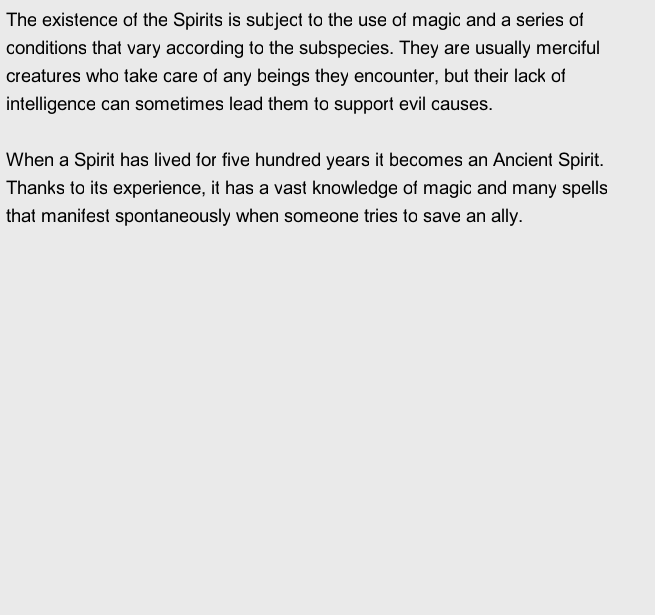 The existence of the Spirits is subject to the use of magic and a series of
conditions that vary according to the subspecies. They are usually merciful
creatures who take care of any beings they encounter, but their lack of
intelligence can sometimes lead them to support evil causes.

When a Spirit has lived for five hundred years it becomes an Ancient Spirit.
Thanks to its experience, it has a vast knowledge of magic and many spells
that manifest spontaneously when someone tries to save an ally.